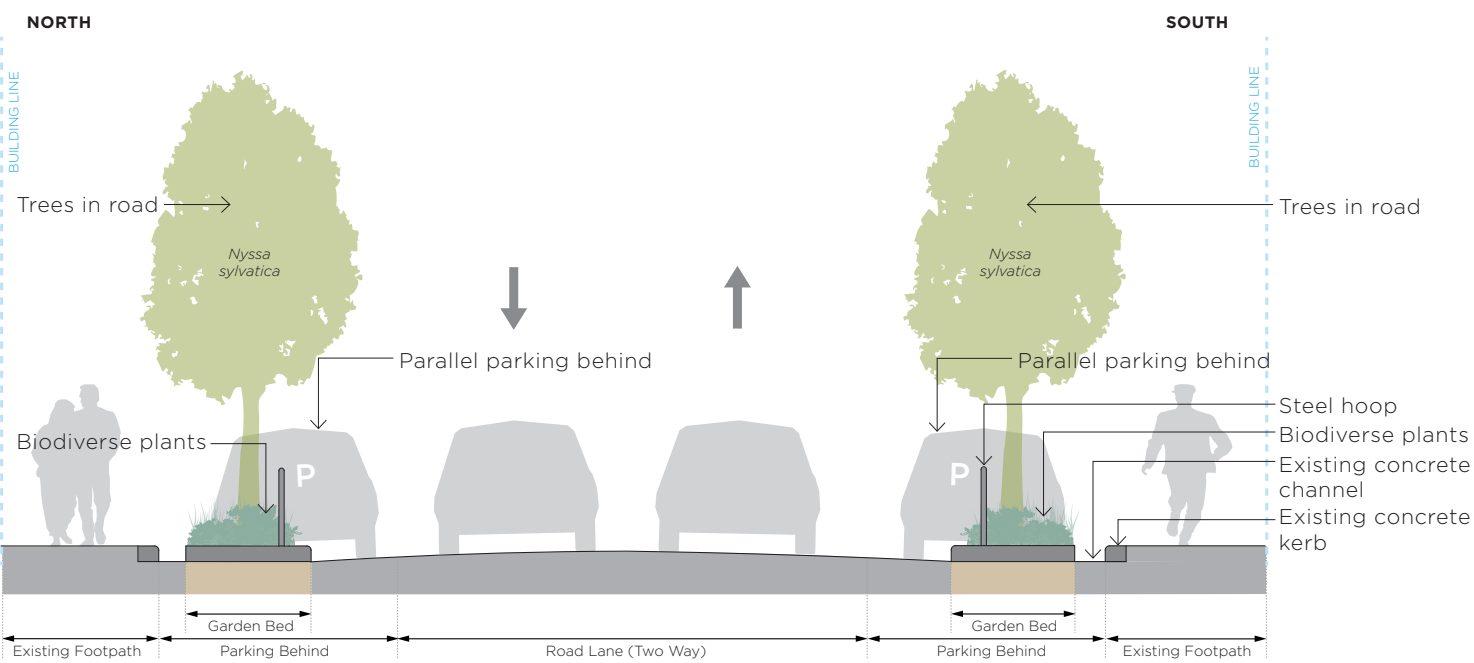 NORTH
SOUTH
BUILDING LINE
BUILDING LINE
Trees in road
Trees in road
Nyssa
sylvatica
Nyssa
sylvatica
Parallel parking behind
Parallel parking behind
Steel hoop
Biodiverse plants
Biodiverse plants
Existing concrete
channel
Existing concrete
kerb
P
P
Garden Bed
Garden Bed
Existing Footpath
Parking Behind
Road Lane (Two Way)
Parking Behind
Existing Footpath